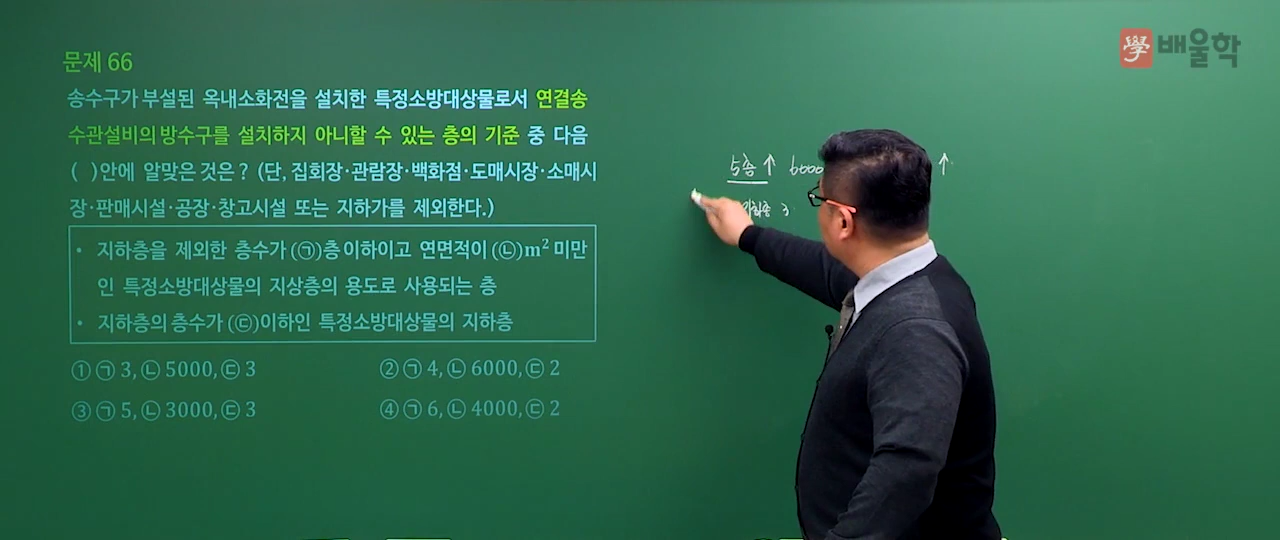 學 배울학
문제 66
송수구가 부설된 옥내소화전을 설치한 특정소방대상물로서 연결송
수관설비의 방수구를 설치하지 아니할 수 있는 층의 기준 중 다음
( )안에 알맞은 것은? (단, 집회장·관람장·백화점·도매시장·소매시
장·판매시설·공장·창고시설 또는 지하가를 제외한다.)
• 지하층을 제외한 층수가 (㉠)층 이하이고 연면적이 (㉡)m² 미만
인 특정소방대상물의 지상층의 용도로 사용되는 층
• 지하층의 층수가 (㉢)이하인 특정소방대상물의 지하층
① ㉠ 3, ㉡ 5000, ㉢ 3
② ㉠ 4, ㉡ 6000, ㉢ 2
③ ㉠ 5, ㉡ 3000, ㉢ 3
④ ㉠ 6, ㉡ 4000, ㉢ 2
5층 ↑ 6000 ↑
3